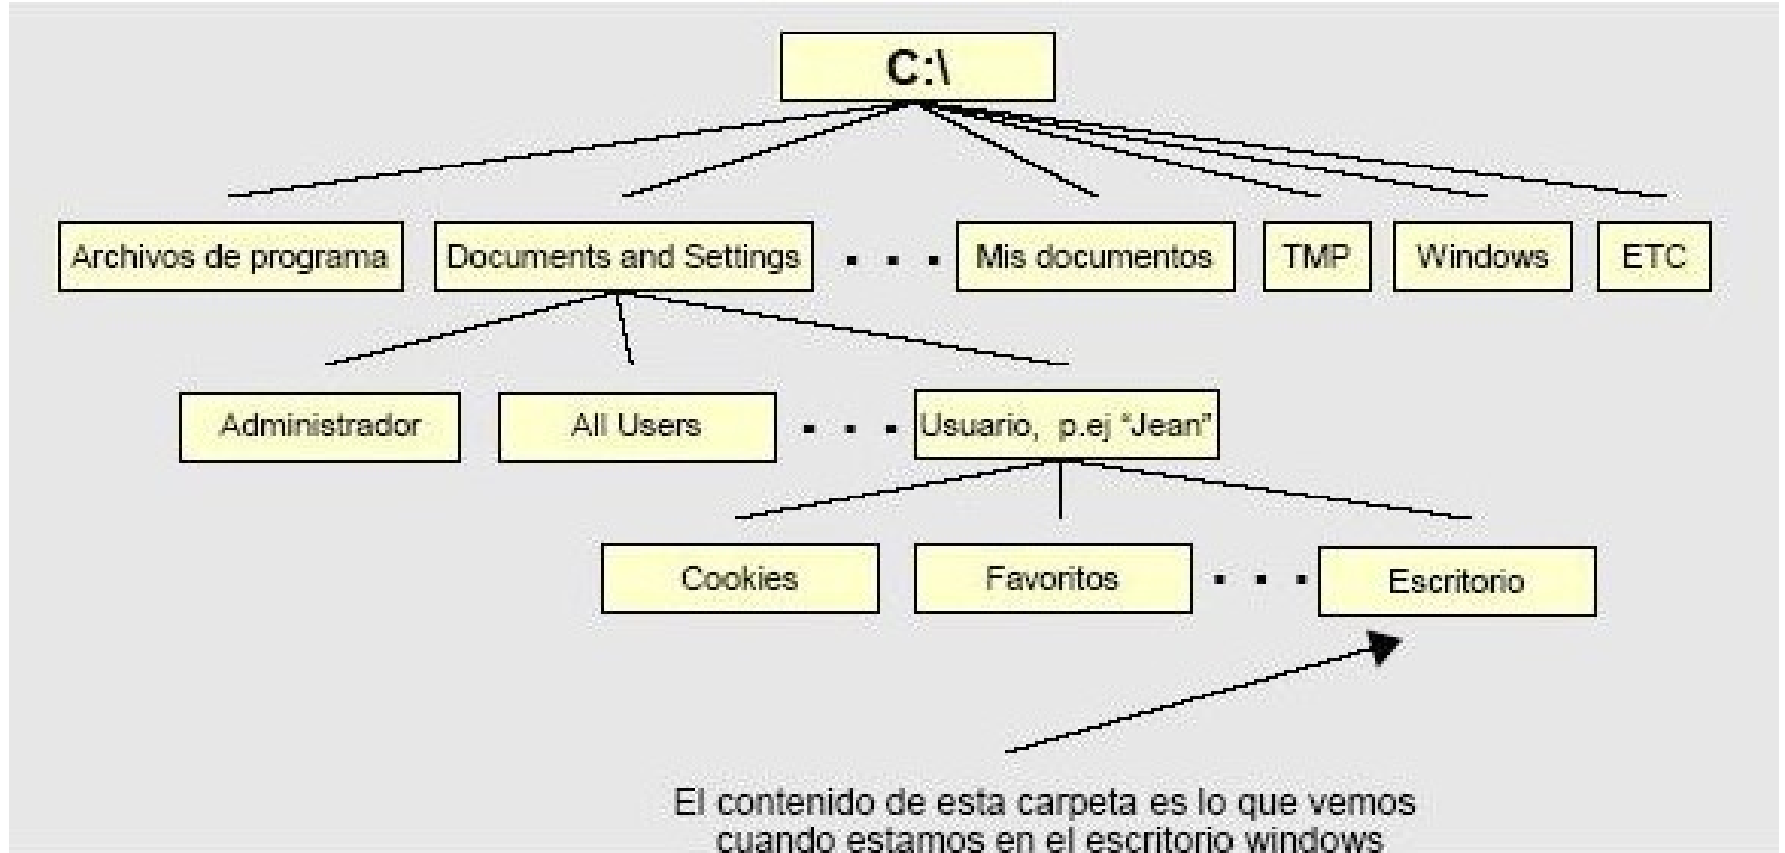 C:\
Archivos de programa
Documents and Settings
Mis documentos
TMP
Windows
ETC
Administrador
All Users
Usuario, p.ej “Jean”
Cookies
Favoritos
Escritorio
El contenido de esta carpeta es lo que vemos
cuando estamos en el escritorio windows